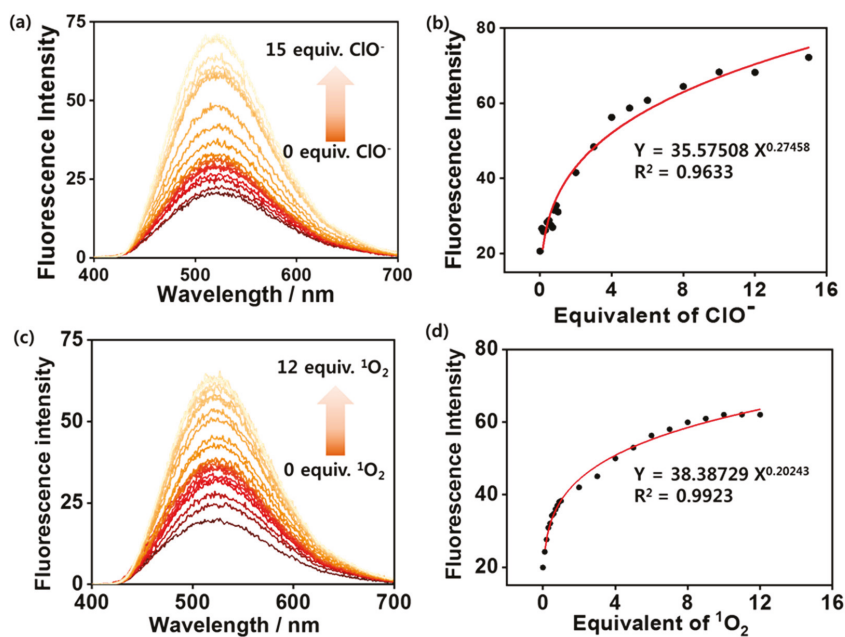 (a)
Fluorescence Intensity
75
50
25
0
15 equiv. ClO⁻
0 equiv. ClO⁻
400 500 600 700
Wavelength / nm
(b)
Fluorescence Intensity
80
60
40
20
Y = 35.57508 X^0.27458
R² = 0.9633
0 4 8 12 16
Equivalent of ClO⁻
(c)
Fluorescence intensity
75
50
25
0
12 equiv. ¹O₂
0 equiv. ¹O₂
400 500 600 700
Wavelength / nm
(d)
Fluorescence Intensity
80
60
40
20
Y = 38.38729 X^0.20243
R² = 0.9923
0 4 8 12 16
Equivalent of ¹O₂